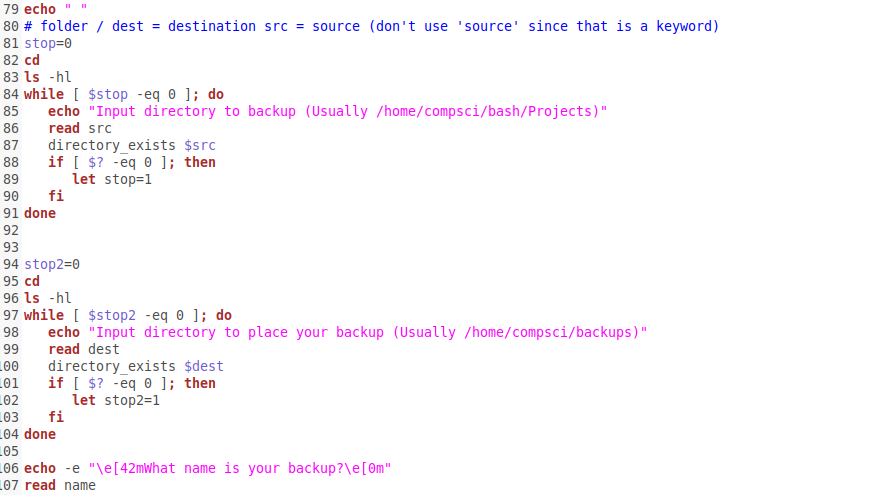 79 echo " "
80 # folder / dest = destination src = source (don't use 'source' since that is a keyword)
81 stop=0
82 cd
83 ls -hl
84 while [ $stop -eq 0 ]; do
85    echo "Input directory to backup (Usually /home/compsci/bash/Projects)"
86    read src
87    directory_exists $src
88    if [ $? -eq 0 ]; then
89       let stop=1
90    fi
91 done
92
93
94 stop2=0
95 cd
96 ls -hl
97 while [ $stop2 -eq 0 ]; do
98    echo "Input directory to place your backup (Usually /home/compsci/backups)"
99    read dest
100    directory_exists $dest
101    if [ $? -eq 0 ]; then
102       let stop2=1
103    fi
104 done
105
106 echo -e "\e[42mWhat name is your backup?\e[0m"
107 read name